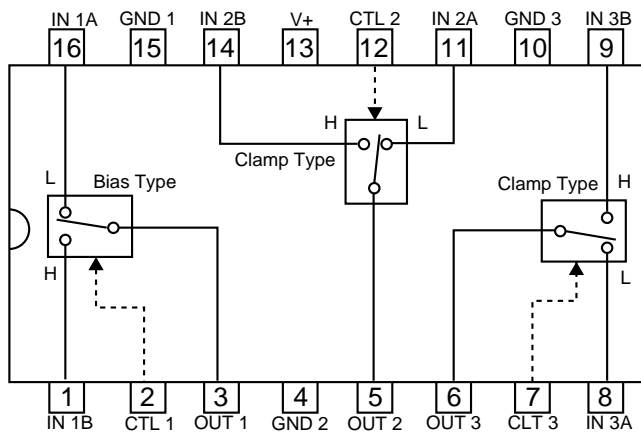 IN 1A GND 1 IN 2B V+ CTL 2 IN 2A GND 3 IN 3B
16 15 14 13 12 11 10 9
H L
Clamp Type
L Bias Type Clamp Type H
H L
1 2 3 4 5 6 7 8
IN 1B CTL 1 OUT 1 GND 2 OUT 2 OUT 3 CLT 3 IN 3A